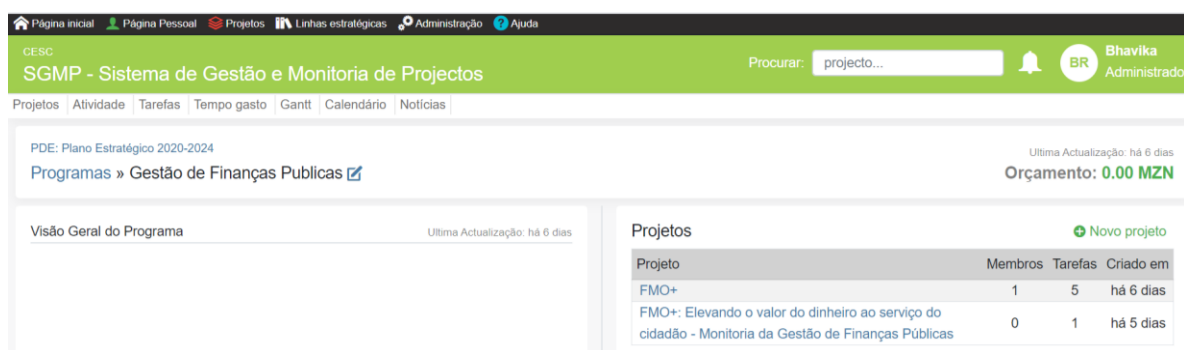 Página inicial Página Pessoal Projetos Linhas estratégicas Administração Ajuda
CESC
SGMP - Sistema de Gestão e Monitoria de Projectos
Procurar: projecto...
BR
Bhavika
Administrado
Projetos Atividade Tarefas Tempo gasto Gantt Calendário Notícias
PDE: Plano Estratégico 2020-2024
Programas » Gestão de Finanças Publicas
Ultima Actualização: há 6 dias
Orçamento: 0.00 MZN
Visão Geral do Programa
Ultima Actualização: há 6 dias
Projetos
Novo projeto
Projeto Membros Tarefas Criado em
FMO+ 1 5 há 6 dias
FMO+: Elevando o valor do dinheiro ao serviço do
cidadão - Monitoria da Gestão de Finanças Públicas
0 1 há 5 dias